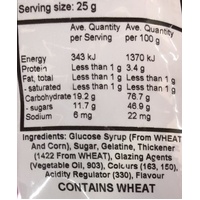 Serving size: 25 g
Ave. Quantity Ave. Quantity
per Serving per 100 g
Energy 343 kJ 1370 kJ
Protein Less than 1 g 3.4 g
Fat, total Less than 1 g Less than 1 g
- saturated Less than 1 g Less than 1 g
Carbohydrate 19.2 g 76.7 g
- sugars 11.7 g 46.9 g
Sodium 6 mg 22 mg
Ingredients: Glucose Syrup (From WHEAT
And Corn), Sugar, Gelatine, Thickener
(1422 From WHEAT), Glazing Agents
(Vegetable Oil, 903), Colours (163, 150),
Acidity Regulator (330), Flavour
CONTAINS WHEAT